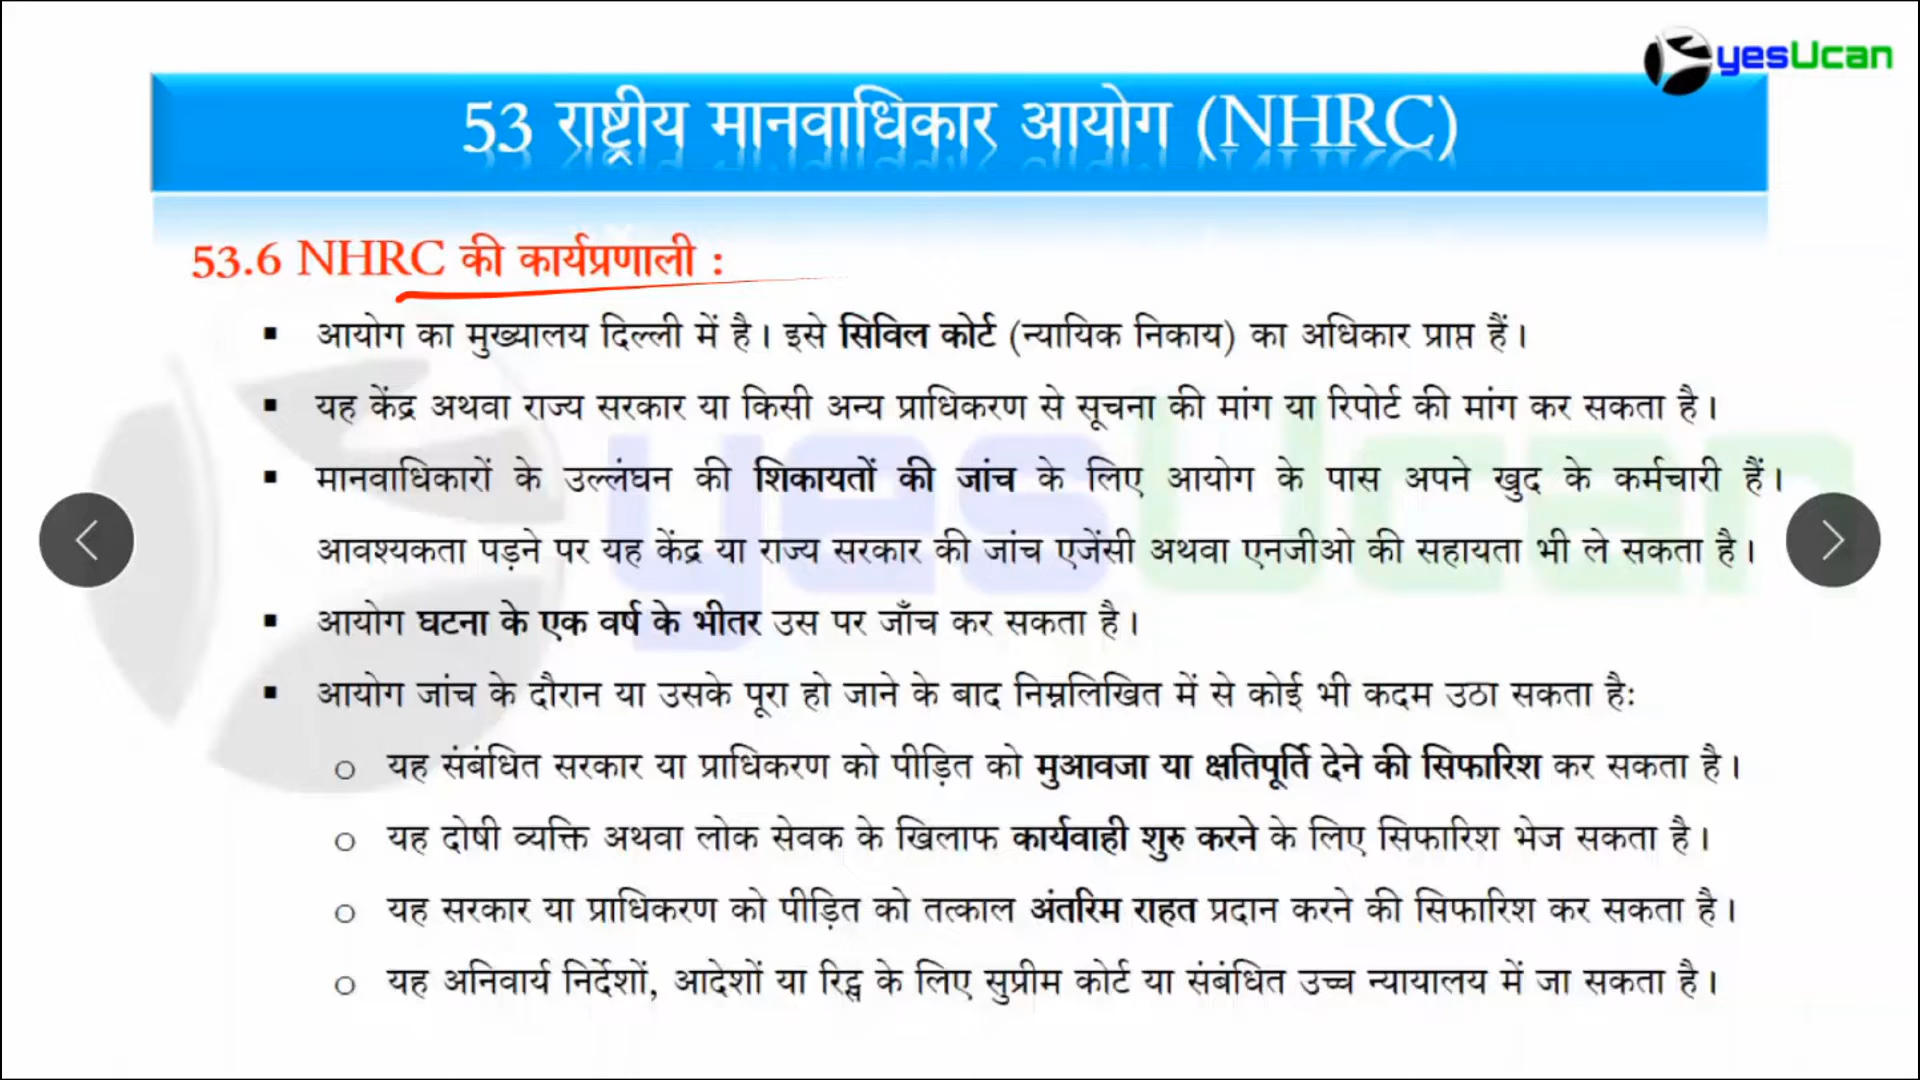 yesUcan
53 राष्ट्रीय मानवाधिकार आयोग (NHRC)
53.6 NHRC की कार्यप्रणाली :
▪ आयोग का मुख्यालय दिल्ली में है। इसे सिविल कोर्ट (न्यायिक निकाय) का अधिकार प्राप्त हैं।
▪ यह केंद्र अथवा राज्य सरकार या किसी अन्य प्राधिकरण से सूचना की मांग या रिपोर्ट की मांग कर सकता है।
▪ मानवाधिकारों के उल्लंघन की शिकायतों की जांच के लिए आयोग के पास अपने खुद के कर्मचारी हैं।
आवश्यकता पड़ने पर यह केंद्र या राज्य सरकार की जांच एजेंसी अथवा एनजीओ की सहायता भी ले सकता है।
▪ आयोग घटना के एक वर्ष के भीतर उस पर जाँच कर सकता है।
▪ आयोग जांच के दौरान या उसके पूरा हो जाने के बाद निम्नलिखित में से कोई भी कदम उठा सकता है:
o यह संबंधित सरकार या प्राधिकरण को पीड़ित को मुआवजा या क्षतिपूर्ति देने की सिफारिश कर सकता है।
o यह दोषी व्यक्ति अथवा लोक सेवक के खिलाफ कार्यवाही शुरु करने के लिए सिफारिश भेज सकता है।
o यह सरकार या प्राधिकरण को पीड़ित को तत्काल अंतरिम राहत प्रदान करने की सिफारिश कर सकता है।
o यह अनिवार्य निर्देशों, आदेशों या रिट्स के लिए सुप्रीम कोर्ट या संबंधित उच्च न्यायालय में जा सकता है।
yesUcan